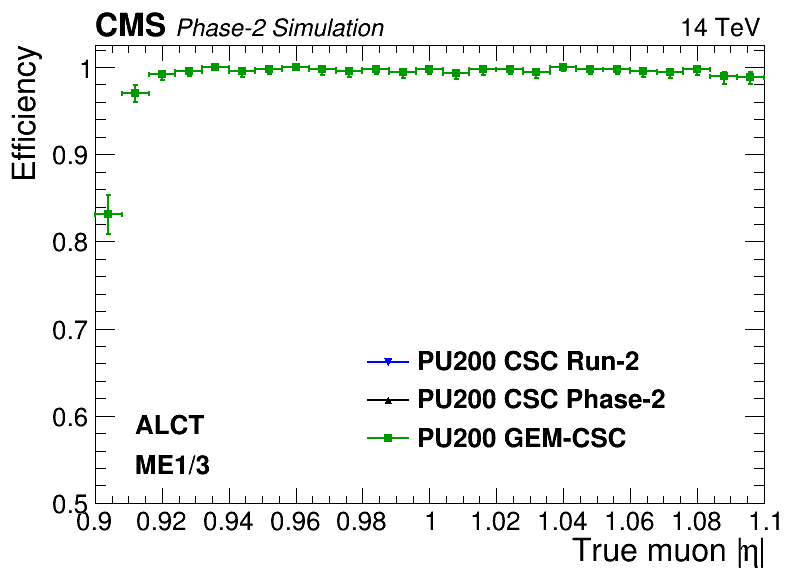 CMS Phase-2 Simulation 14 TeV
Efficiency
1
0.9
0.8
0.7
0.6
0.5
PU200 CSC Run-2
PU200 CSC Phase-2
PU200 GEM-CSC
ALCT
ME1/3
0.9 0.92 0.94 0.96 0.98 1 1.02 1.04 1.06 1.08 1.1
True muon |η|